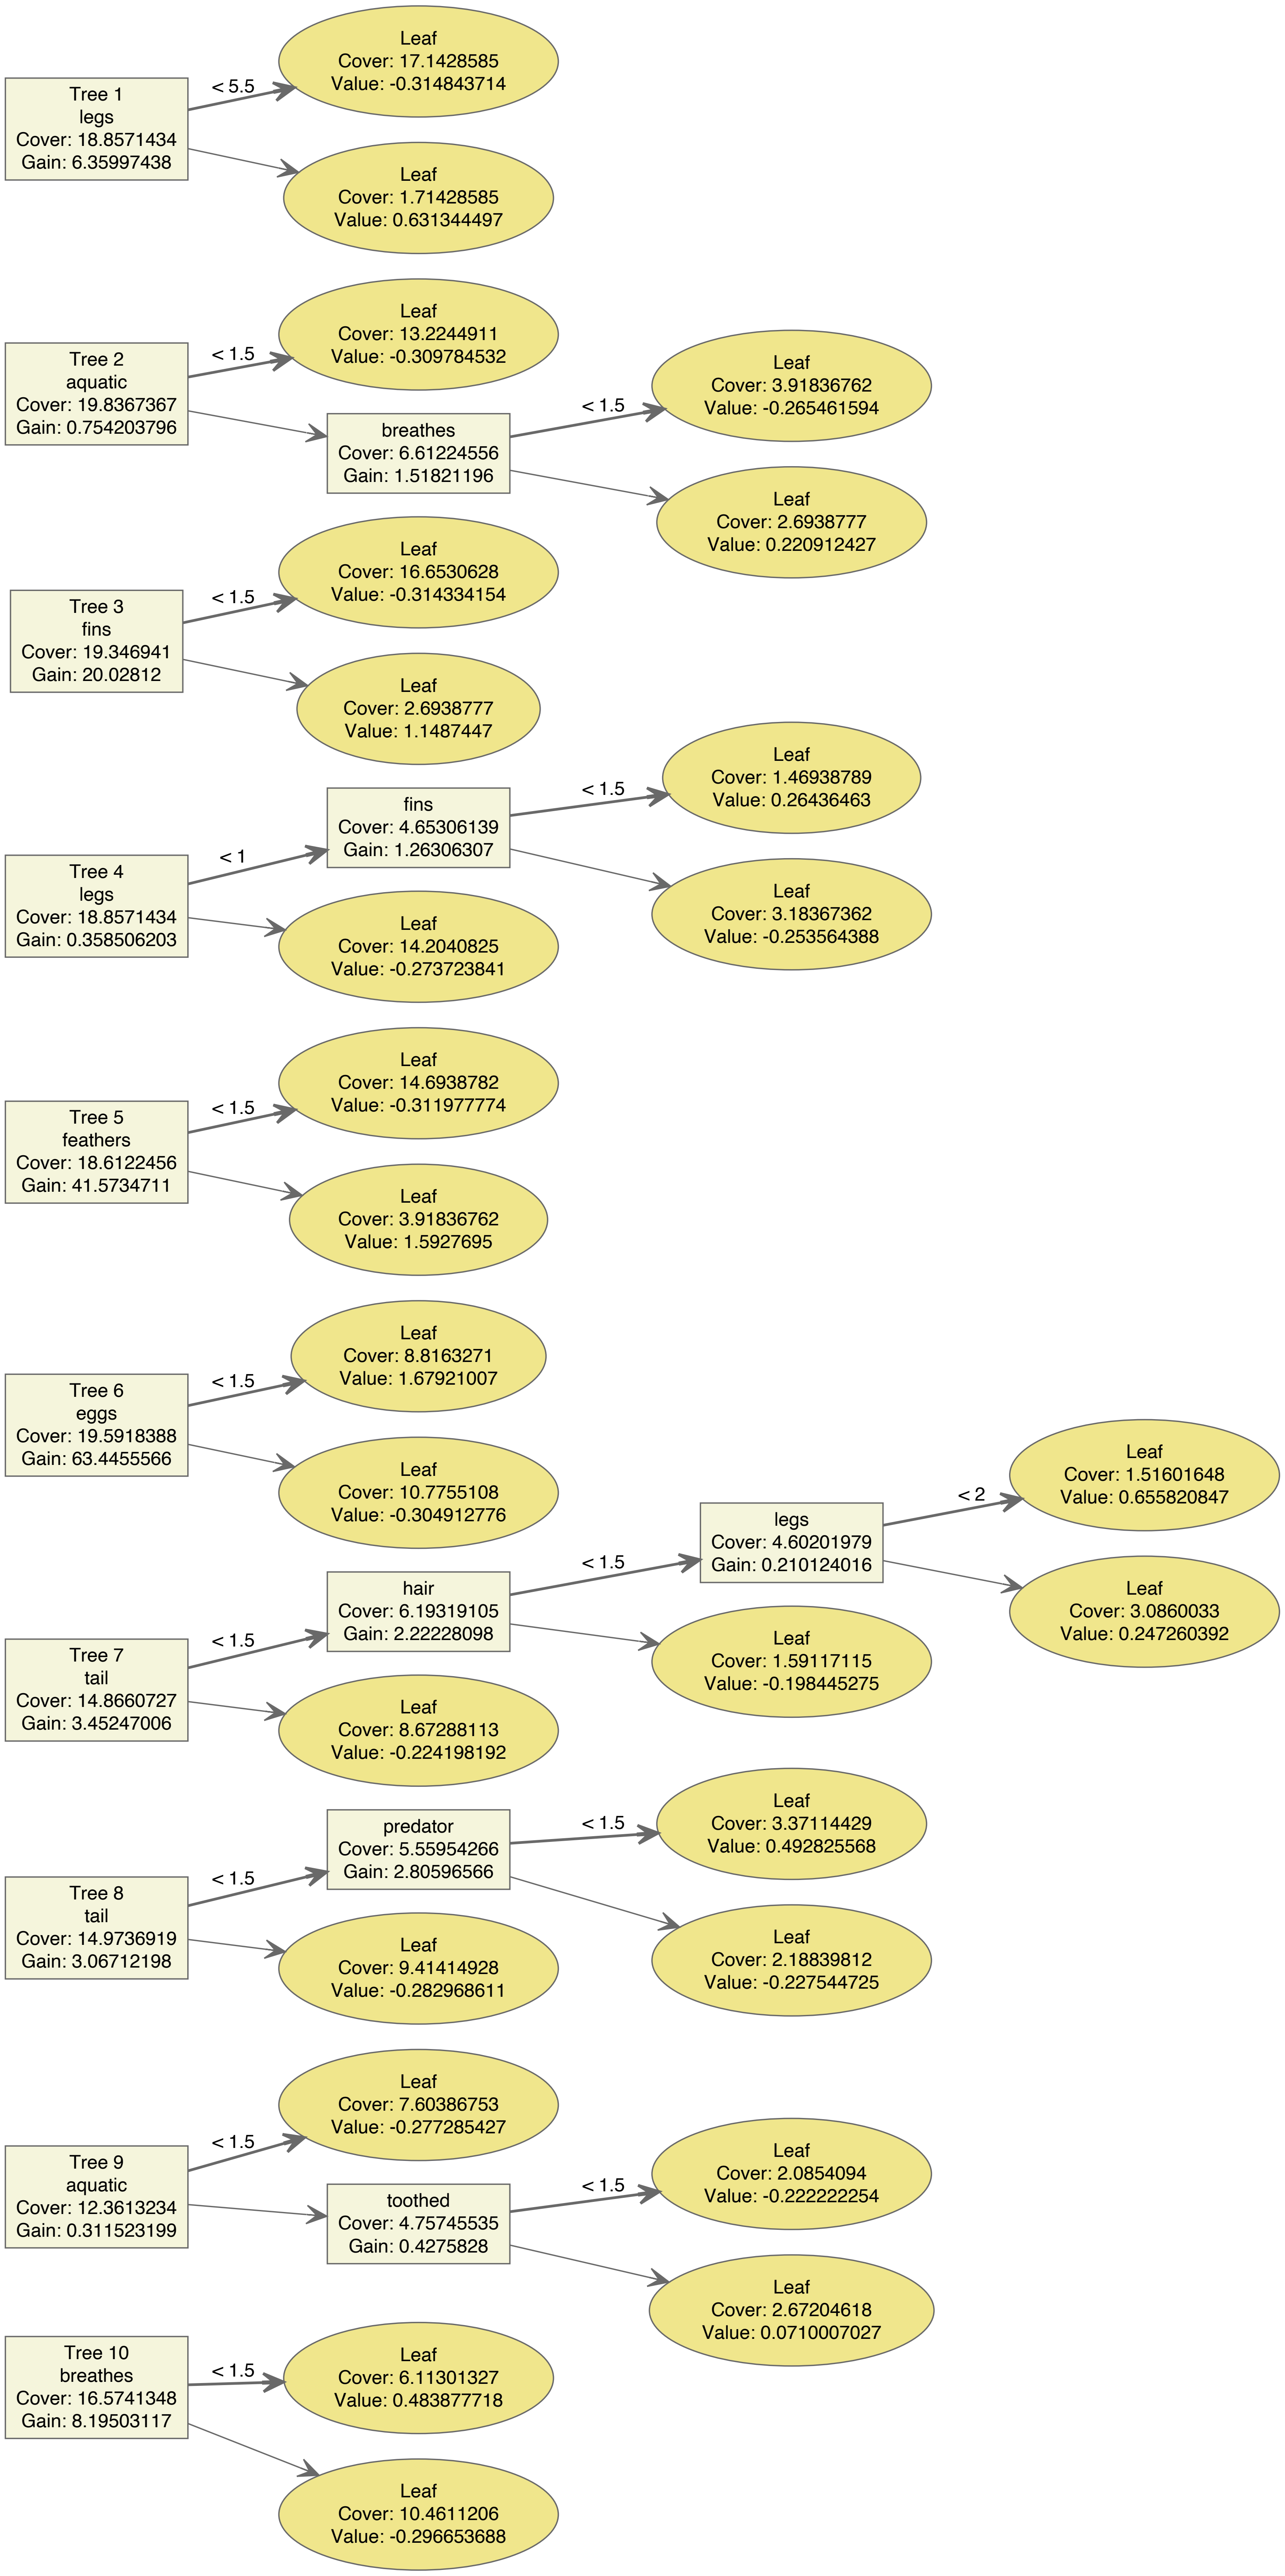 Tree 1
legs
Cover: 18.8571434
Gain: 6.35997438
< 5.5
Leaf
Cover: 17.1428585
Value: -0.314843714
Leaf
Cover: 1.71428585
Value: 0.631344497
Tree 2
aquatic
Cover: 19.8367367
Gain: 0.754203796
< 1.5
Leaf
Cover: 13.2244911
Value: -0.309784532
breathes
Cover: 6.61224556
Gain: 1.51821196
< 1.5
Leaf
Cover: 3.91836762
Value: -0.265461594
Leaf
Cover: 2.6938777
Value: 0.220912427
Tree 3
fins
Cover: 19.346941
Gain: 20.02812
< 1.5
Leaf
Cover: 16.6530628
Value: -0.314334154
Leaf
Cover: 2.6938777
Value: 1.1487447
Tree 4
legs
Cover: 18.8571434
Gain: 0.358506203
< 1
fins
Cover: 4.65306139
Gain: 1.26306307
< 1.5
Leaf
Cover: 1.46938789
Value: 0.26436463
Leaf
Cover: 3.18367362
Value: -0.253564388
Leaf
Cover: 14.2040825
Value: -0.273723841
Tree 5
feathers
Cover: 18.6122456
Gain: 41.5734711
< 1.5
Leaf
Cover: 14.6938782
Value: -0.311977774
Leaf
Cover: 3.91836762
Value: 1.5927695
Tree 6
eggs
Cover: 19.5918388
Gain: 63.4455566
< 1.5
Leaf
Cover: 8.8163271
Value: 1.67921007
Leaf
Cover: 10.7755108
Value: -0.304912776
Tree 7
tail
Cover: 14.8660727
Gain: 3.45247006
< 1.5
hair
Cover: 6.19319105
Gain: 2.22228098
< 1.5
legs
Cover: 4.60201979
Gain: 0.210124016
< 2
Leaf
Cover: 1.51601648
Value: 0.655820847
Leaf
Cover: 3.0860033
Value: 0.247260392
Leaf
Cover: 1.59117115
Value: -0.198445275
Leaf
Cover: 8.67288113
Value: -0.224198192
Tree 8
tail
Cover: 14.9736919
Gain: 3.06712198
< 1.5
predator
Cover: 5.55954266
Gain: 2.80596566
< 1.5
Leaf
Cover: 3.37114429
Value: 0.492825568
Leaf
Cover: 2.18839812
Value: -0.227544725
Leaf
Cover: 9.41414928
Value: -0.282968611
Tree 9
aquatic
Cover: 12.3613234
Gain: 0.311523199
< 1.5
Leaf
Cover: 7.60386753
Value: -0.277285427
toothed
Cover: 4.75745535
Gain: 0.4275828
< 1.5
Leaf
Cover: 2.0854094
Value: -0.222222254
Leaf
Cover: 2.67204618
Value: 0.0710007027
Tree 10
breathes
Cover: 16.5741348
Gain: 8.19503117
< 1.5
Leaf
Cover: 6.11301327
Value: 0.483877718
Leaf
Cover: 10.4611206
Value: -0.296653688